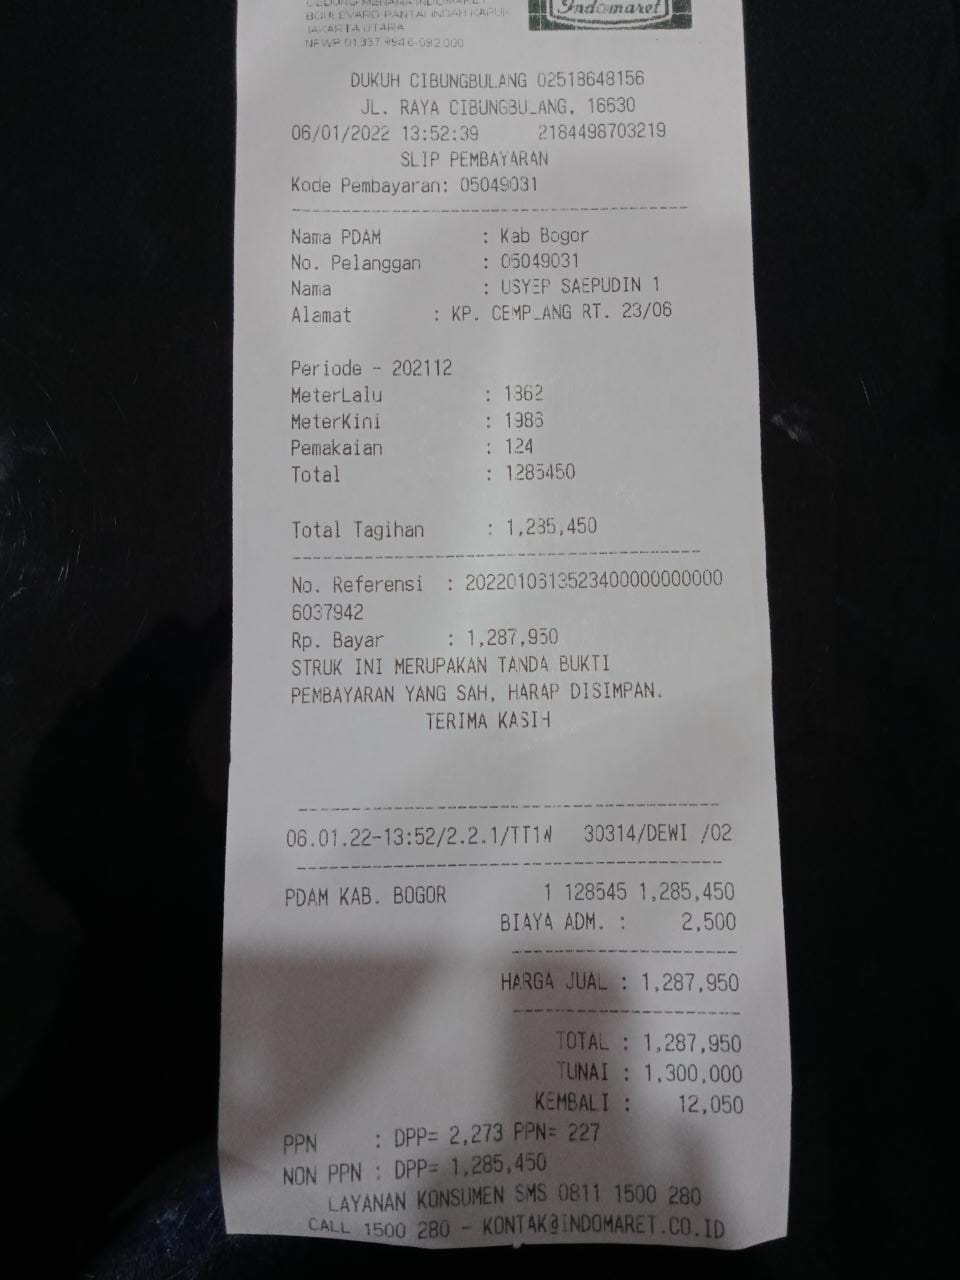 GEDUNG MENARA INDOMARET
BOULEVARD PANTAI INDAH KAPUK
JAKARTA UTARA
NPWP 01.337.9946-092.000
Indomaret
DUKUH CIBUNGBULANG 02518648156
JL. RAYA CIBUNGBULANG, 16630
06/01/2022 13:52:39 2184498703219
SLIP PEMBAYARAN
Kode Pembayaran: 05049031
Nama PDAM : Kab Bogor
No. Pelanggan : 05049031
Nama : USYEP SAEPUDIN 1
Alamat : KP. CEMPLANG RT. 23/06
Periode - 202112
MeterLalu : 1862
MeterKini : 1986
Pemakaian : 124
Total : 1285450
Total Tagihan : 1,285,450
No. Referensi :
6037942
Rp. Bayar : 1,287,950
STRUK INI MERUPAKAN TANDA BUKTI
PEMBAYARAN YANG SAH, HARAP DISIMPAN.
TERIMA KASIH
06.01.22-13:52/2.2.1/TT1W 30314/DEWI /02
PDAM KAB. BOGOR 1 128545 1,285,450
BIAYA ADM. : 2,500
HARGA JUAL : 1,287,950
TOTAL : 1,287,950
TUNAI : 1,300,000
KEMBALI : 12,050
PPN : DPP= 2,273 PPN= 227
NON PPN : DPP= 1,285,450
LAYANAN KONSUMEN SMS 0811 1500 280
CALL 1500 280 - KONTAK@INDOMARET.CO.ID